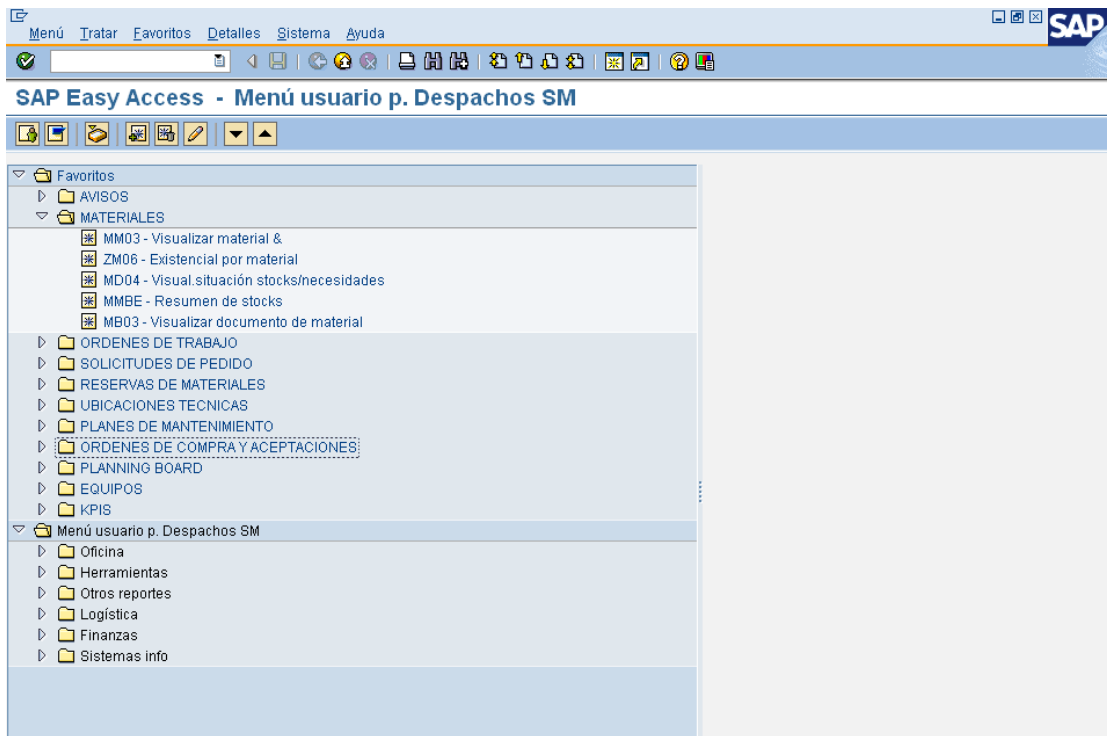 Menú Tratar Favoritos Detalles Sistema Ayuda
SAP
SAP Easy Access - Menú usuario p. Despachos SM
Favoritos
AVISOS
MATERIALES
MM03 - Visualizar material &
ZM06 - Existencial por material
MD04 - Visual.situación stocks/necesidades
MMBE - Resumen de stocks
MB03 - Visualizar documento de material
ORDENES DE TRABAJO
SOLICITUDES DE PEDIDO
RESERVAS DE MATERIALES
UBICACIONES TECNICAS
PLANES DE MANTENIMIENTO
ORDENES DE COMPRA Y ACEPTACIONES
PLANNING BOARD
EQUIPOS
KPIS
Menú usuario p. Despachos SM
Oficina
Herramientas
Otros reportes
Logística
Finanzas
Sistemas info